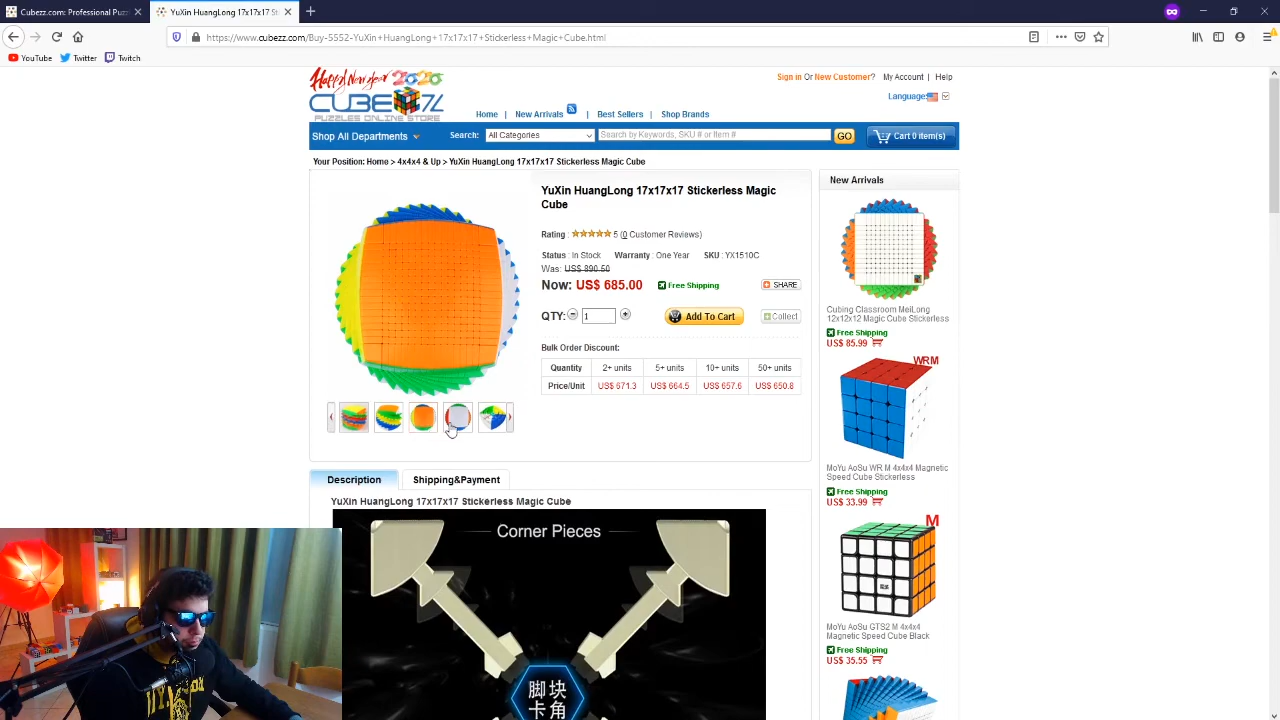 Cubezz.com: Professional Puzzles
YuXin HuangLong 17x17x17 St
https://www.cubezz.com/Buy-5552-YuXin+HuangLong+17x17x17+Stickerless+Magic+Cube.html
YouTube Twitter Twitch
Happy New Year 2020
CUBEZZ
PUZZLES ONLINE STORE
Sign in Or New Customer? My Account | Help
Language:
Home | New Arrivals | Best Sellers | Shop Brands
Shop All Departments Search: All Categories Search by Keywords, SKU # or Item # GO Cart 0 item(s)
Your Position: Home > 4x4x4 & Up > YuXin HuangLong 17x17x17 Stickerless Magic Cube
YuXin HuangLong 17x17x17 Stickerless Magic
Cube
Rating : 5 (0 Customer Reviews)
Status : In Stock Warranty : One Year SKU : YX1510C
Was: US$ 890.50
Now: US$ 685.00 Free Shipping SHARE
QTY: 1 Add To Cart Collect
Bulk Order Discount:
Quantity 2+ units 5+ units 10+ units 50+ units
Price/Unit US$ 671.3 US$ 664.5 US$ 657.6 US$ 650.8
Description Shipping&Payment
YuXin HuangLong 17x17x17 Stickerless Magic Cube
Corner Pieces
脚块
卡角
New Arrivals
Cubing Classroom MeiLong
12x12x12 Magic Cube Stickerless
Free Shipping
US$ 85.99
WRM
MoYu AoSu WR M 4x4x4 Magnetic
Speed Cube Stickerless
Free Shipping
US$ 33.99
M
MoYu AoSu GTS2 M 4x4x4
Magnetic Speed Cube Black
Free Shipping
US$ 35.55